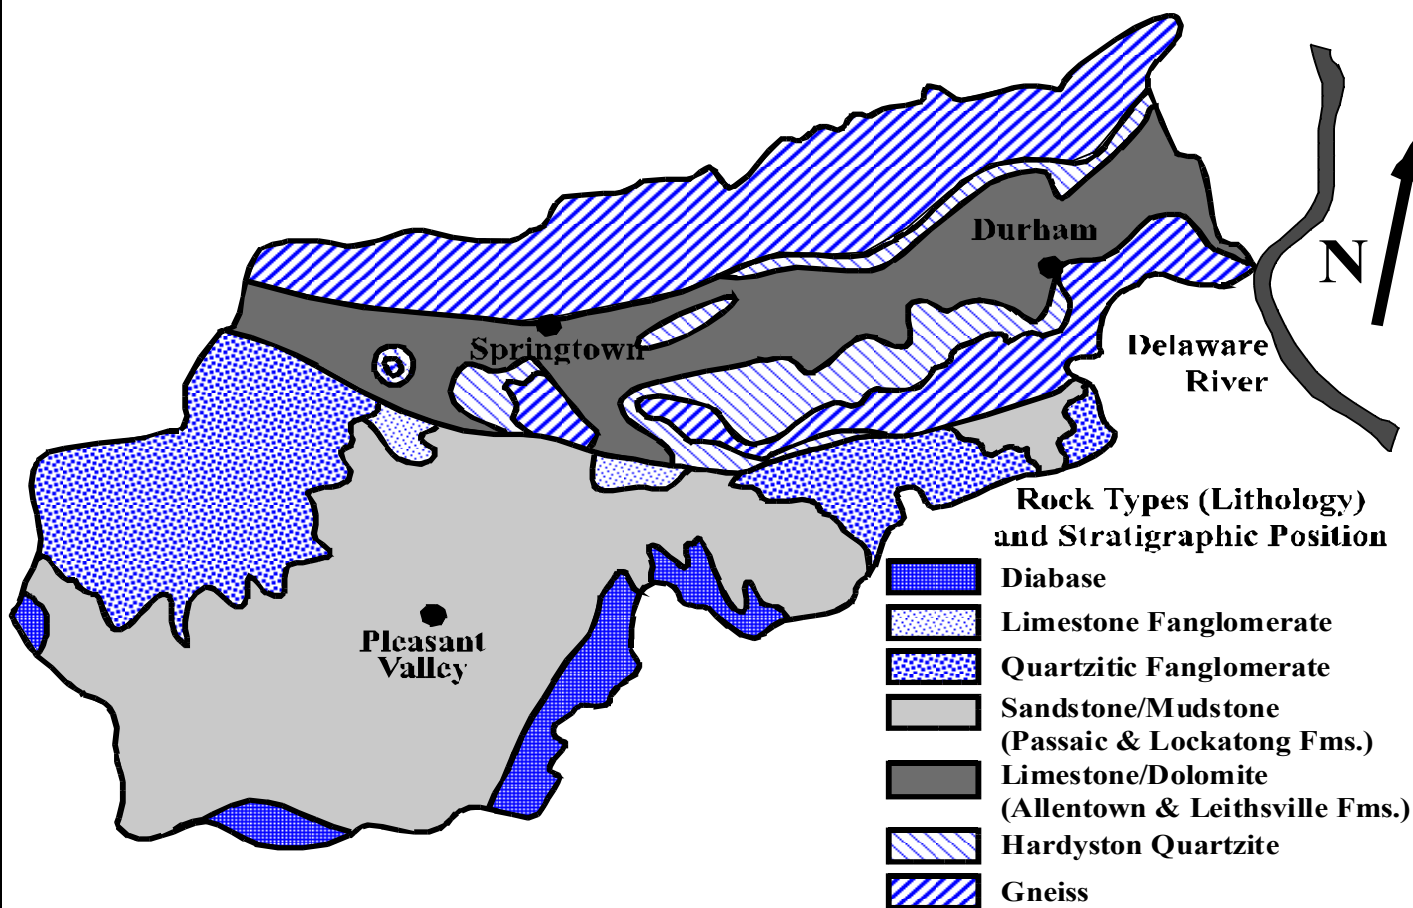 Durham
N
Springtown
Delaware
River
Pleasant
Valley
Rock Types (Lithology)
and Stratigraphic Position
Diabase
Limestone Fanglomerate
Quartzitic Fanglomerate
Sandstone/Mudstone
(Passaic & Lockatong Fms.)
Limestone/Dolomite
(Allentown & Leithsville Fms.)
Hardyston Quartzite
Gneiss